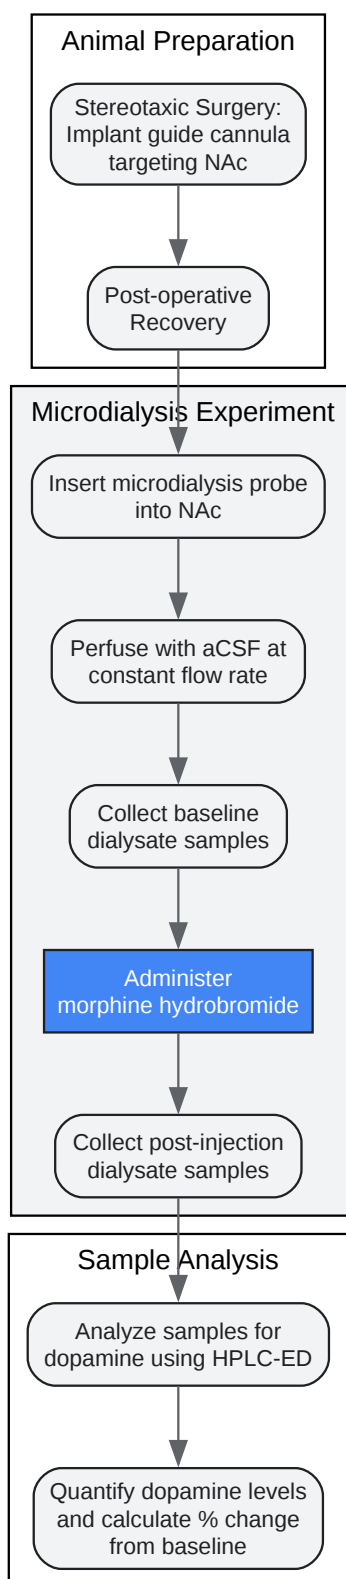 Animal Preparation
Stereotaxic Surgery:
Implant guide cannula
targeting NAc
Post-operative
Recovery
Microdialysis Experiment
Insert microdialysis probe
into NAc
Perfuse with aCSF at
constant flow rate
Collect baseline
dialysate samples
Administer
morphine hydrobromide
Collect post-injection
dialysate samples
Sample Analysis
Analyze samples for
dopamine using HPLC-ED
Quantify dopamine levels
and calculate % change
from baseline